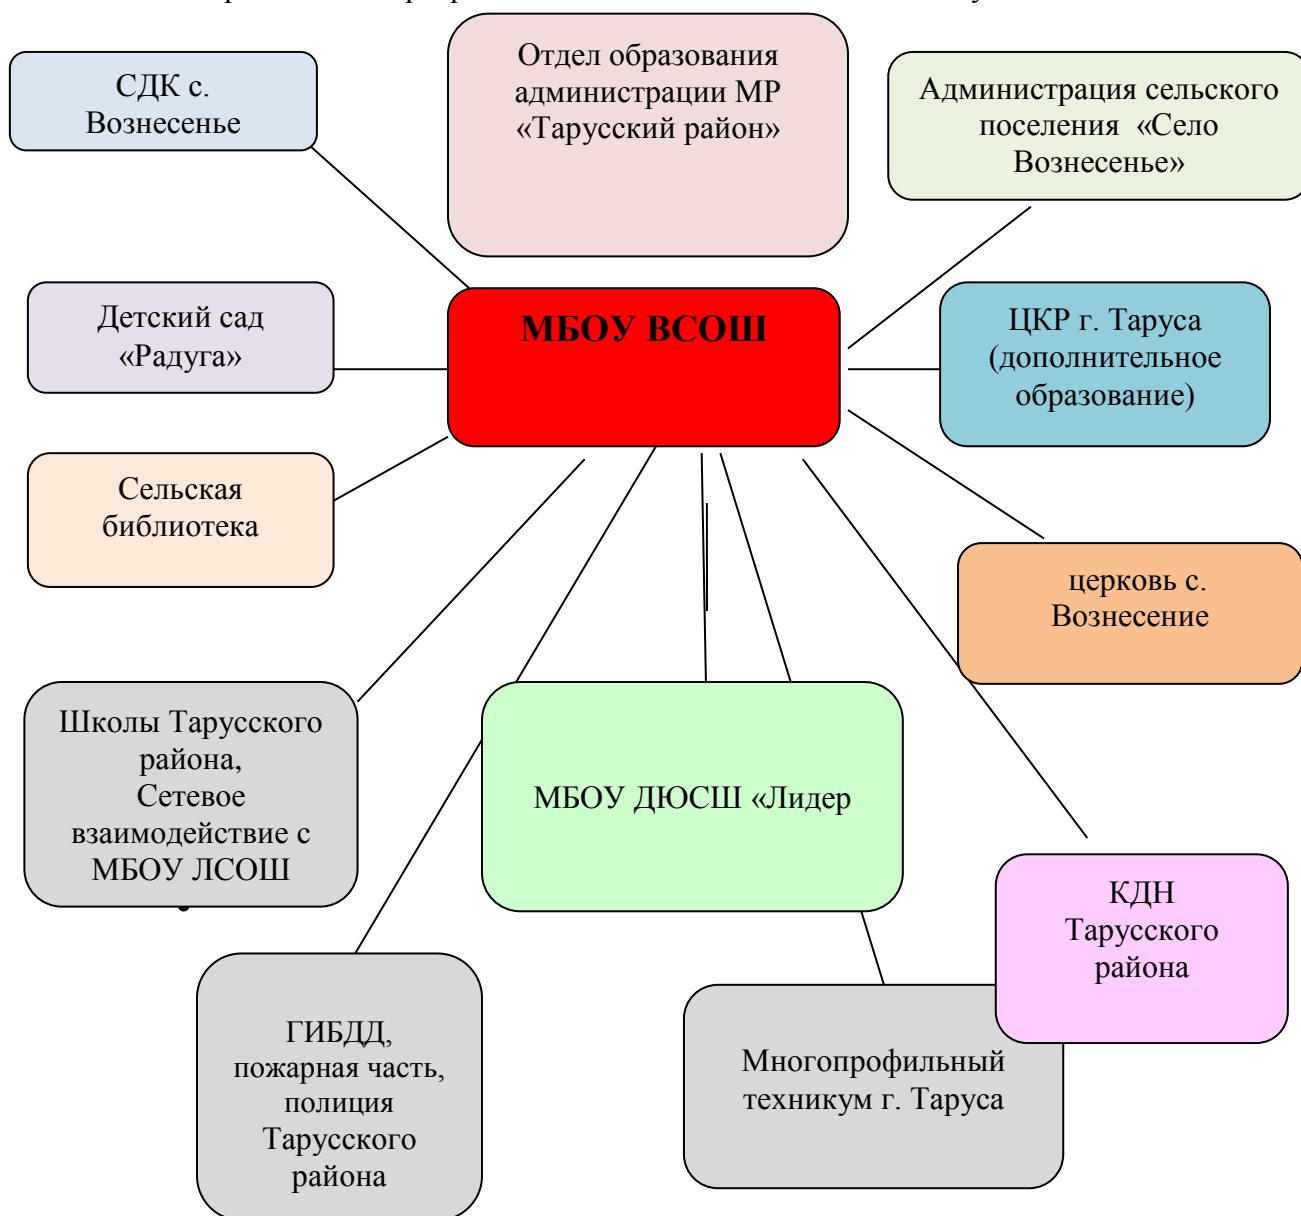 Отдел образования
администрации МР
«Тарусский район»
СДК с.
Вознесенье
Администрация сельского
поселения «Село
Вознесенье»
МБОУ ВСОШ
Детский сад
«Радуга»
ЦКР г. Таруса
(дополнительное
образование)
Сельская
библиотека
церковь с.
Вознесение
Школы Тарусского
района,
Сетевое
взаимодействие с
МБОУ ЛСОШ
МБОУ ДЮСШ «Лидер
КДН
Тарусского
района
ГИБДД,
пожарная часть,
полиция
Тарусского
района
Многопрофильный
техникум г. Таруса